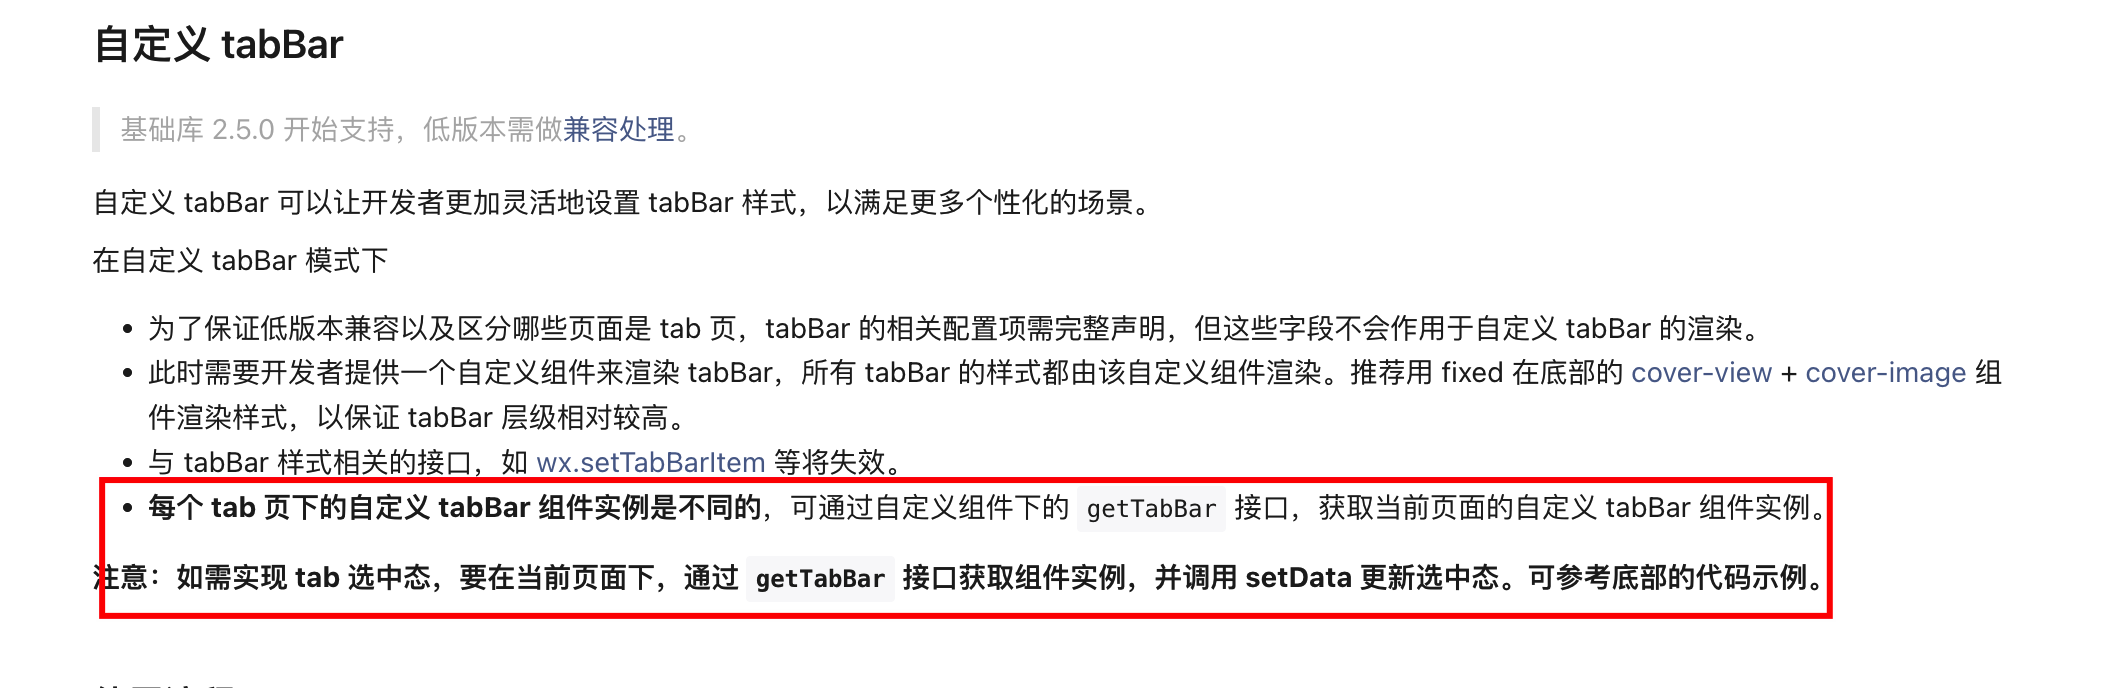 自定义 tabBar
基础库 2.5.0 开始支持，低版本需做兼容处理。
自定义 tabBar 可以让开发者更加灵活地设置 tabBar 样式，以满足更多个性化的场景。
在自定义 tabBar 模式下
• 为了保证低版本兼容以及区分哪些页面是 tab 页，tabBar 的相关配置项需完整声明，但这些字段不会作用于自定义 tabBar 的渲染。
• 此时需要开发者提供一个自定义组件来渲染 tabBar，所有 tabBar 的样式都由该自定义组件渲染。推荐用 fixed 在底部的 cover-view + cover-image 组
件渲染样式，以保证 tabBar 层级相对较高。
• 与 tabBar 样式相关的接口，如 wx.setTabBarItem 等将失效。
• 每个 tab 页下的自定义 tabBar 组件实例是不同的，可通过自定义组件下的 getTabBar 接口，获取当前页面的自定义 tabBar 组件实例。
注意：如需实现 tab 选中态，要在当前页面下，通过 getTabBar 接口获取组件实例，并调用 setData 更新选中态。可参考底部的代码示例。